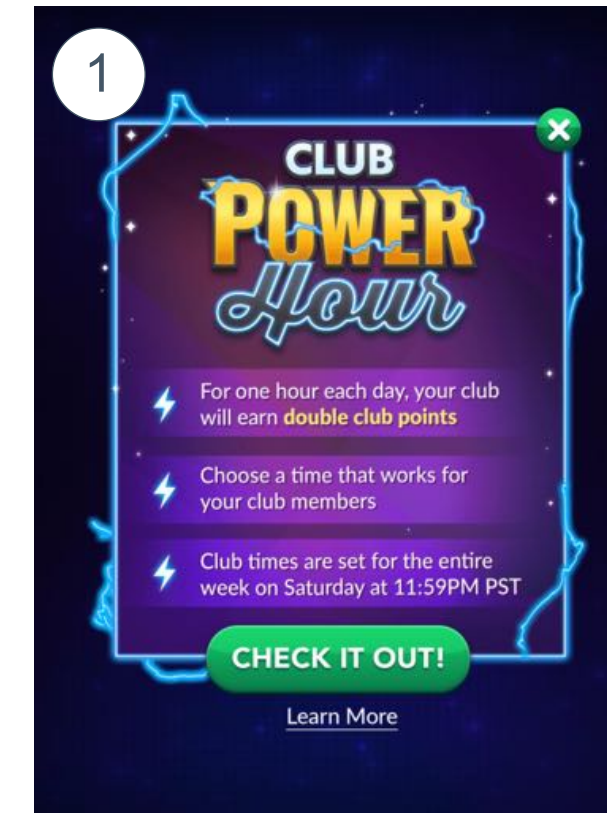 1
CLUB
POWER
Hour
For one hour each day, your club
will earn double club points
Choose a time that works for
your club members
Club times are set for the entire
week on Saturday at 11:59PM PST
CHECK IT OUT!
Learn More